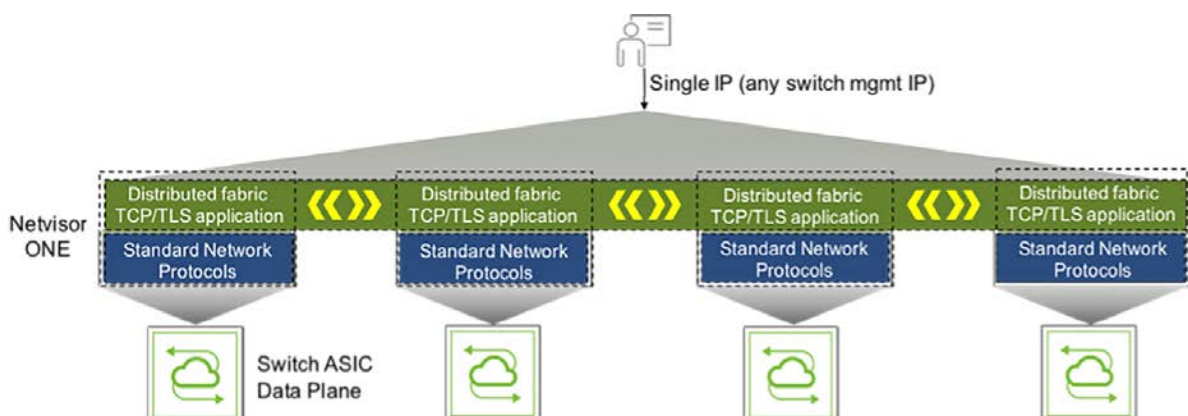 Single IP (any switch mgmt IP)
Distributed fabric
TCP/TLS application
Distributed fabric
TCP/TLS application
Distributed fabric
TCP/TLS application
Distributed fabric
TCP/TLS application
Netvisor
ONE
Standard Network
Protocols
Standard Network
Protocols
Standard Network
Protocols
Standard Network
Protocols
Switch ASIC
Data Plane